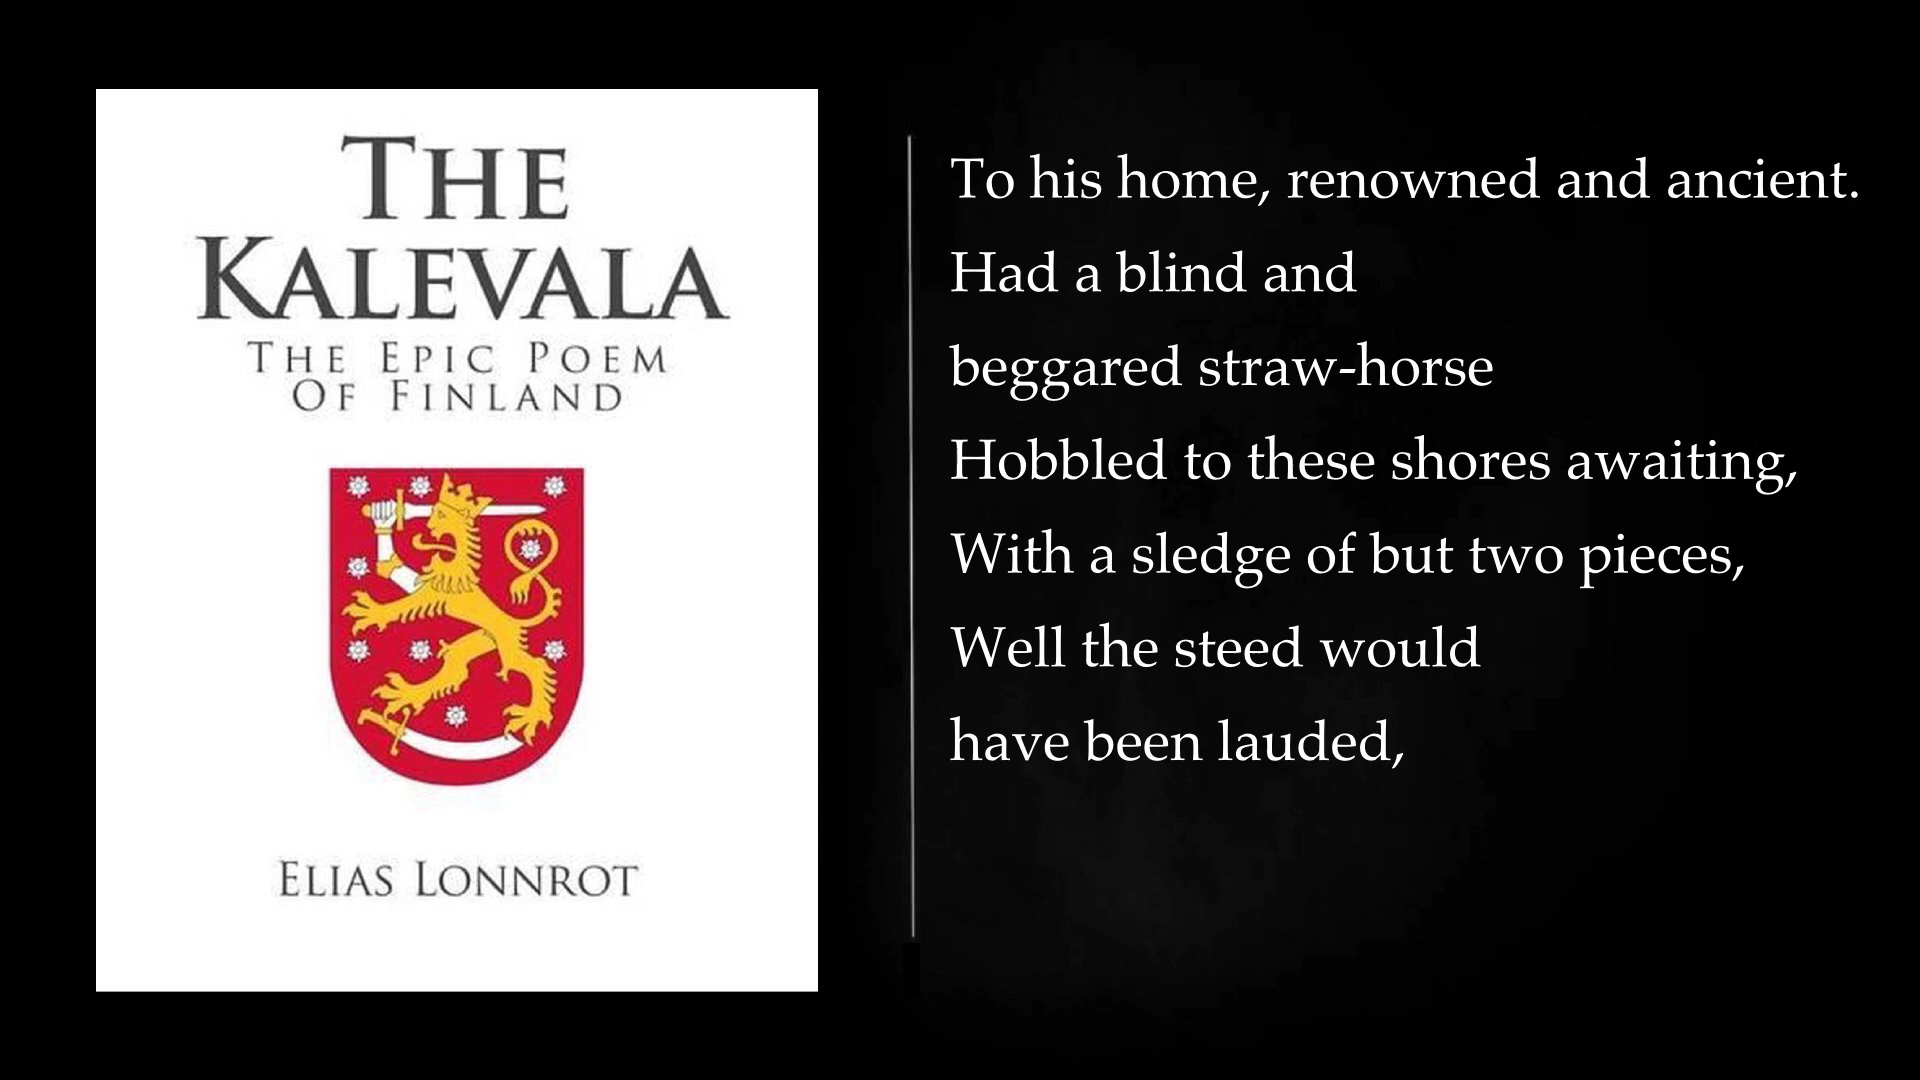 THE
KALEVALA
THE EPIC POEM
OF FINLAND
ELIAS LONNROT
To his home, renowned and ancient.
Had a blind and
beggared straw-horse
Hobbled to these shores awaiting,
With a sledge of but two pieces,
Well the steed would
have been lauded,